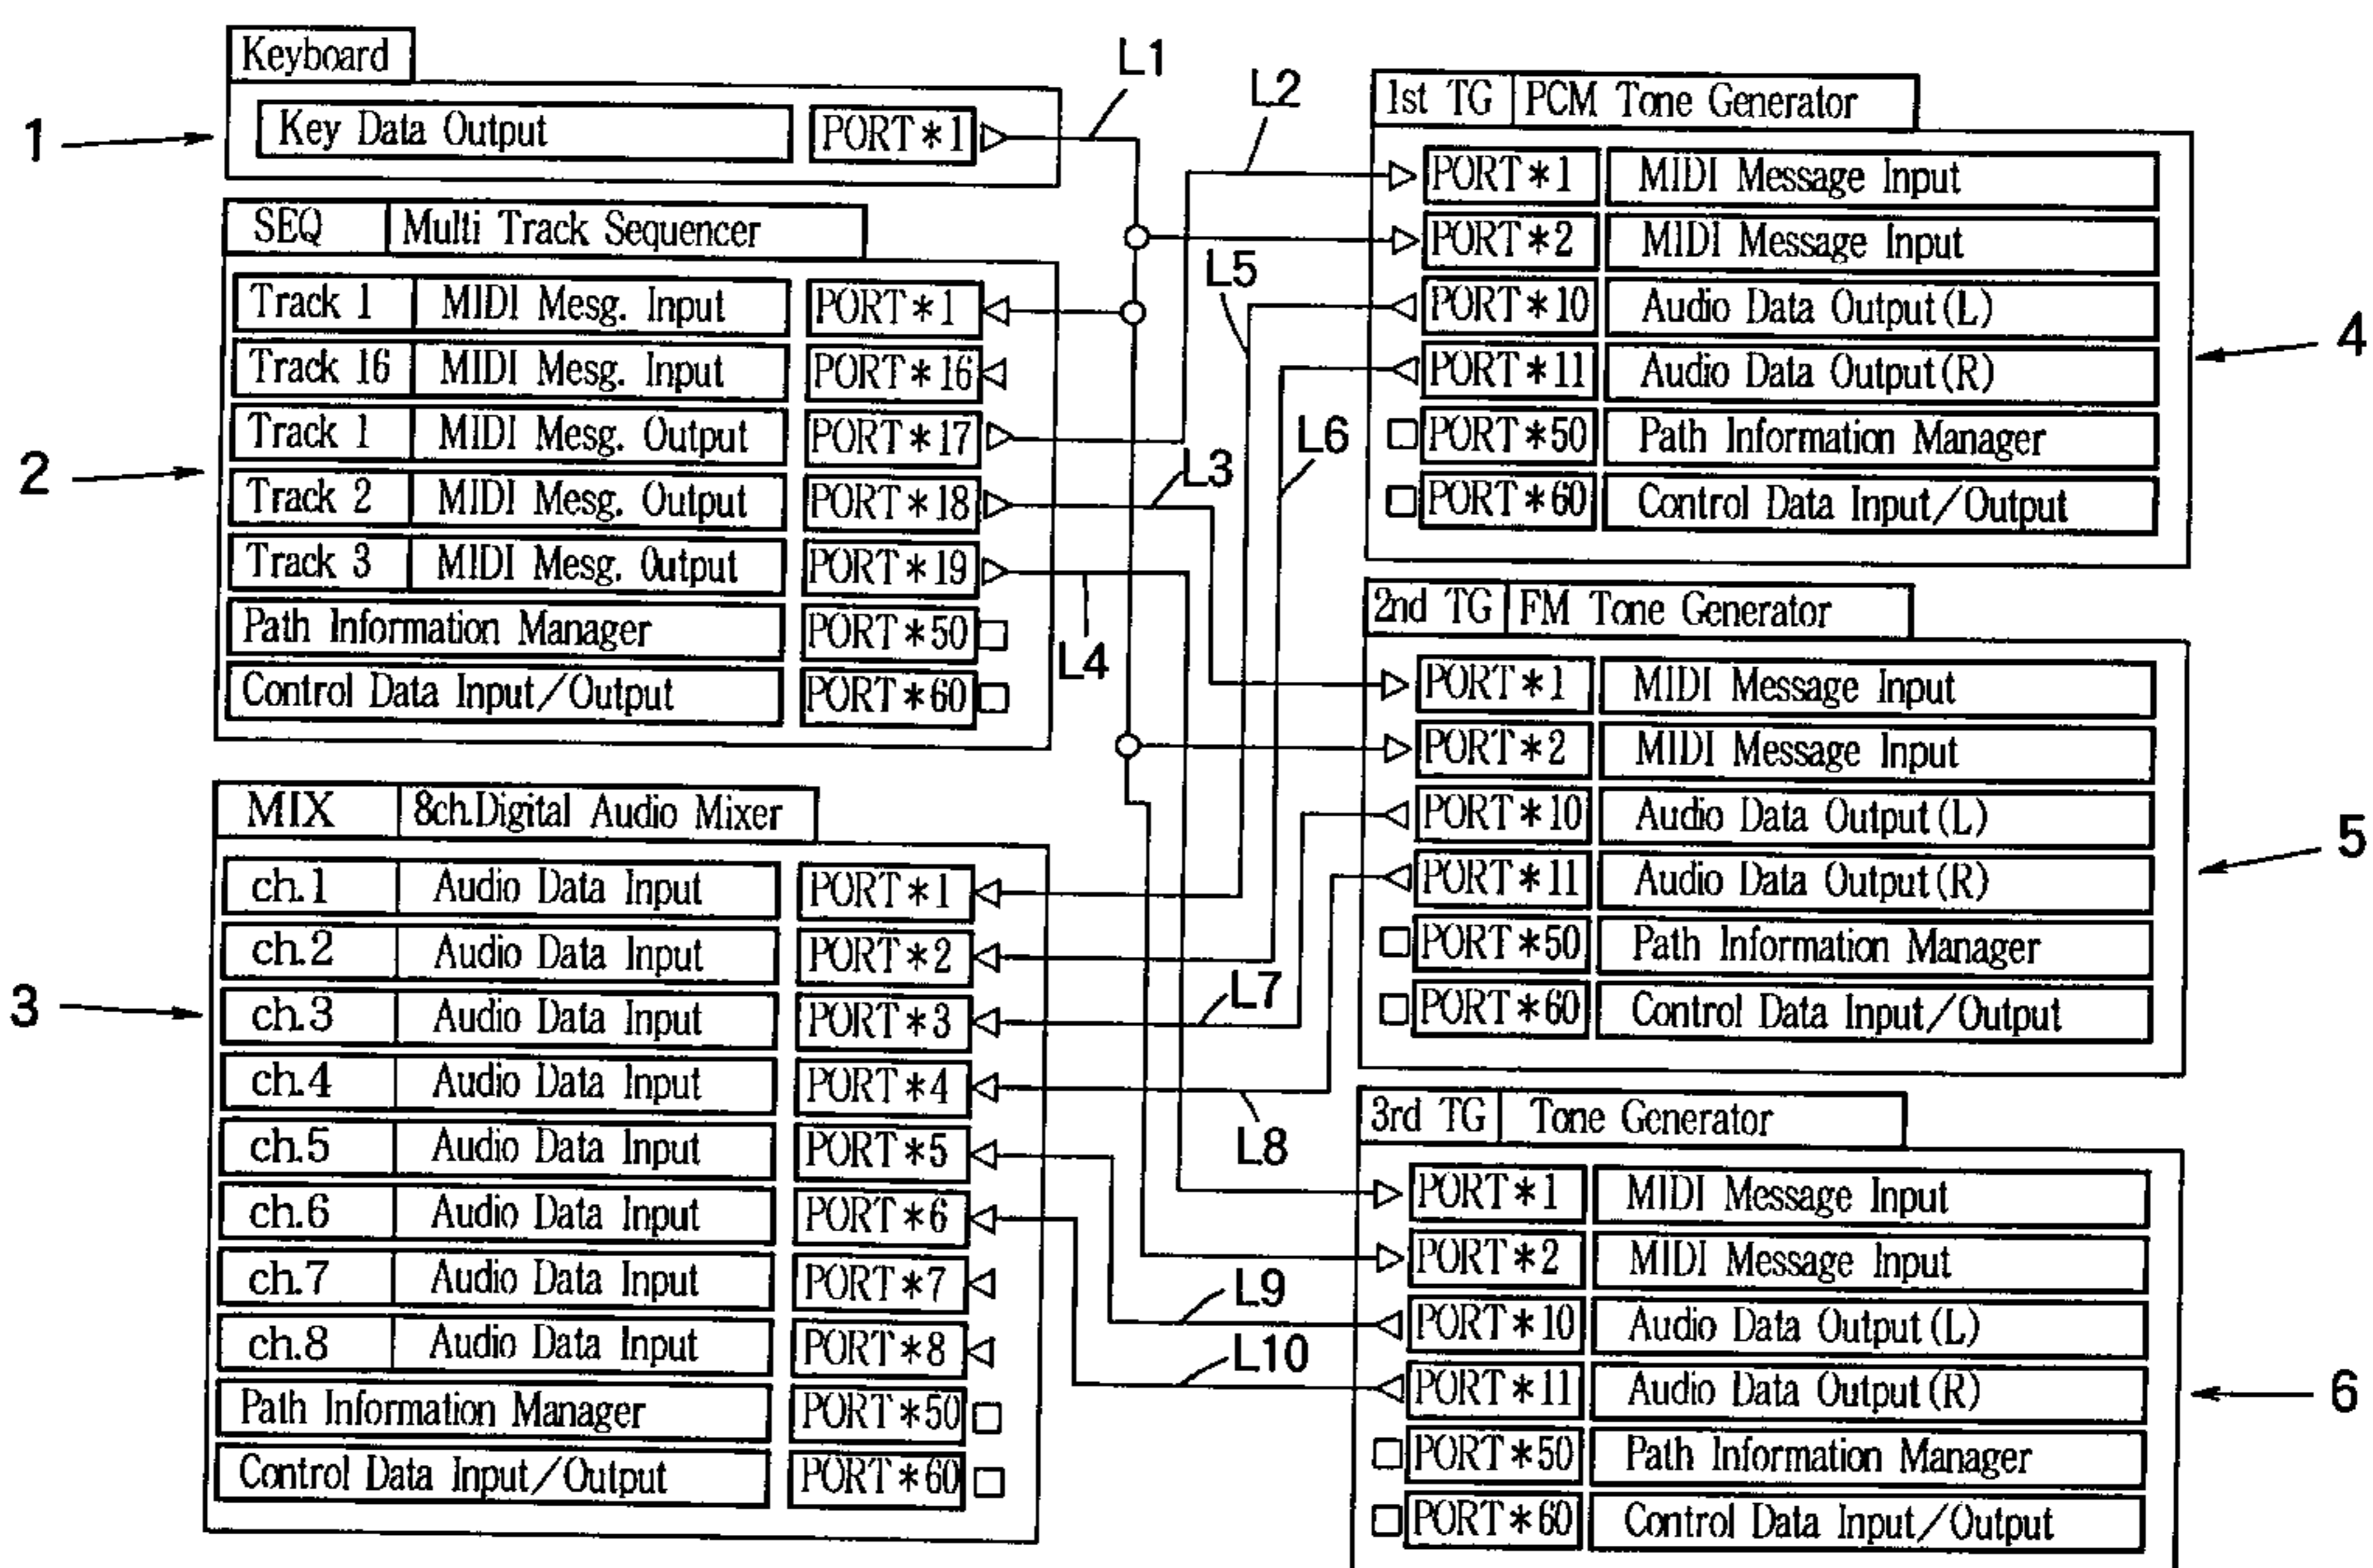 Keyboard
Key Data Output PORT*1
1
SEQ Multi Track Sequencer
Track 1 MIDI Mesg. Input PORT*1
Track 16 MIDI Mesg. Input PORT*16
Track 1 MIDI Mesg. Output PORT*17
Track 2 MIDI Mesg. Output PORT*18
Track 3 MIDI Mesg. Output PORT*19
Path Information Manager PORT*50
Control Data Input/Output PORT*60
2
MIX 8ch.Digital Audio Mixer
ch.1 Audio Data Input PORT*1
ch.2 Audio Data Input PORT*2
ch.3 Audio Data Input PORT*3
ch.4 Audio Data Input PORT*4
ch.5 Audio Data Input PORT*5
ch.6 Audio Data Input PORT*6
ch.7 Audio Data Input PORT*7
ch.8 Audio Data Input PORT*8
Path Information Manager PORT*50
Control Data Input/Output PORT*60
3
L1
L2
L5
L6
L3
L4
L7
L8
L9
L10
1st TG PCM Tone Generator
PORT*1 MIDI Message Input
PORT*2 MIDI Message Input
PORT*10 Audio Data Output(L)
PORT*11 Audio Data Output(R)
PORT*50 Path Information Manager
PORT*60 Control Data Input/Output
4
2nd TG FM Tone Generator
PORT*1 MIDI Message Input
PORT*2 MIDI Message Input
PORT*10 Audio Data Output(L)
PORT*11 Audio Data Output(R)
PORT*50 Path Information Manager
PORT*60 Control Data Input/Output
5
3rd TG Tone Generator
PORT*1 MIDI Message Input
PORT*2 MIDI Message Input
PORT*10 Audio Data Output(L)
PORT*11 Audio Data Output(R)
PORT*50 Path Information Manager
PORT*60 Control Data Input/Output
6